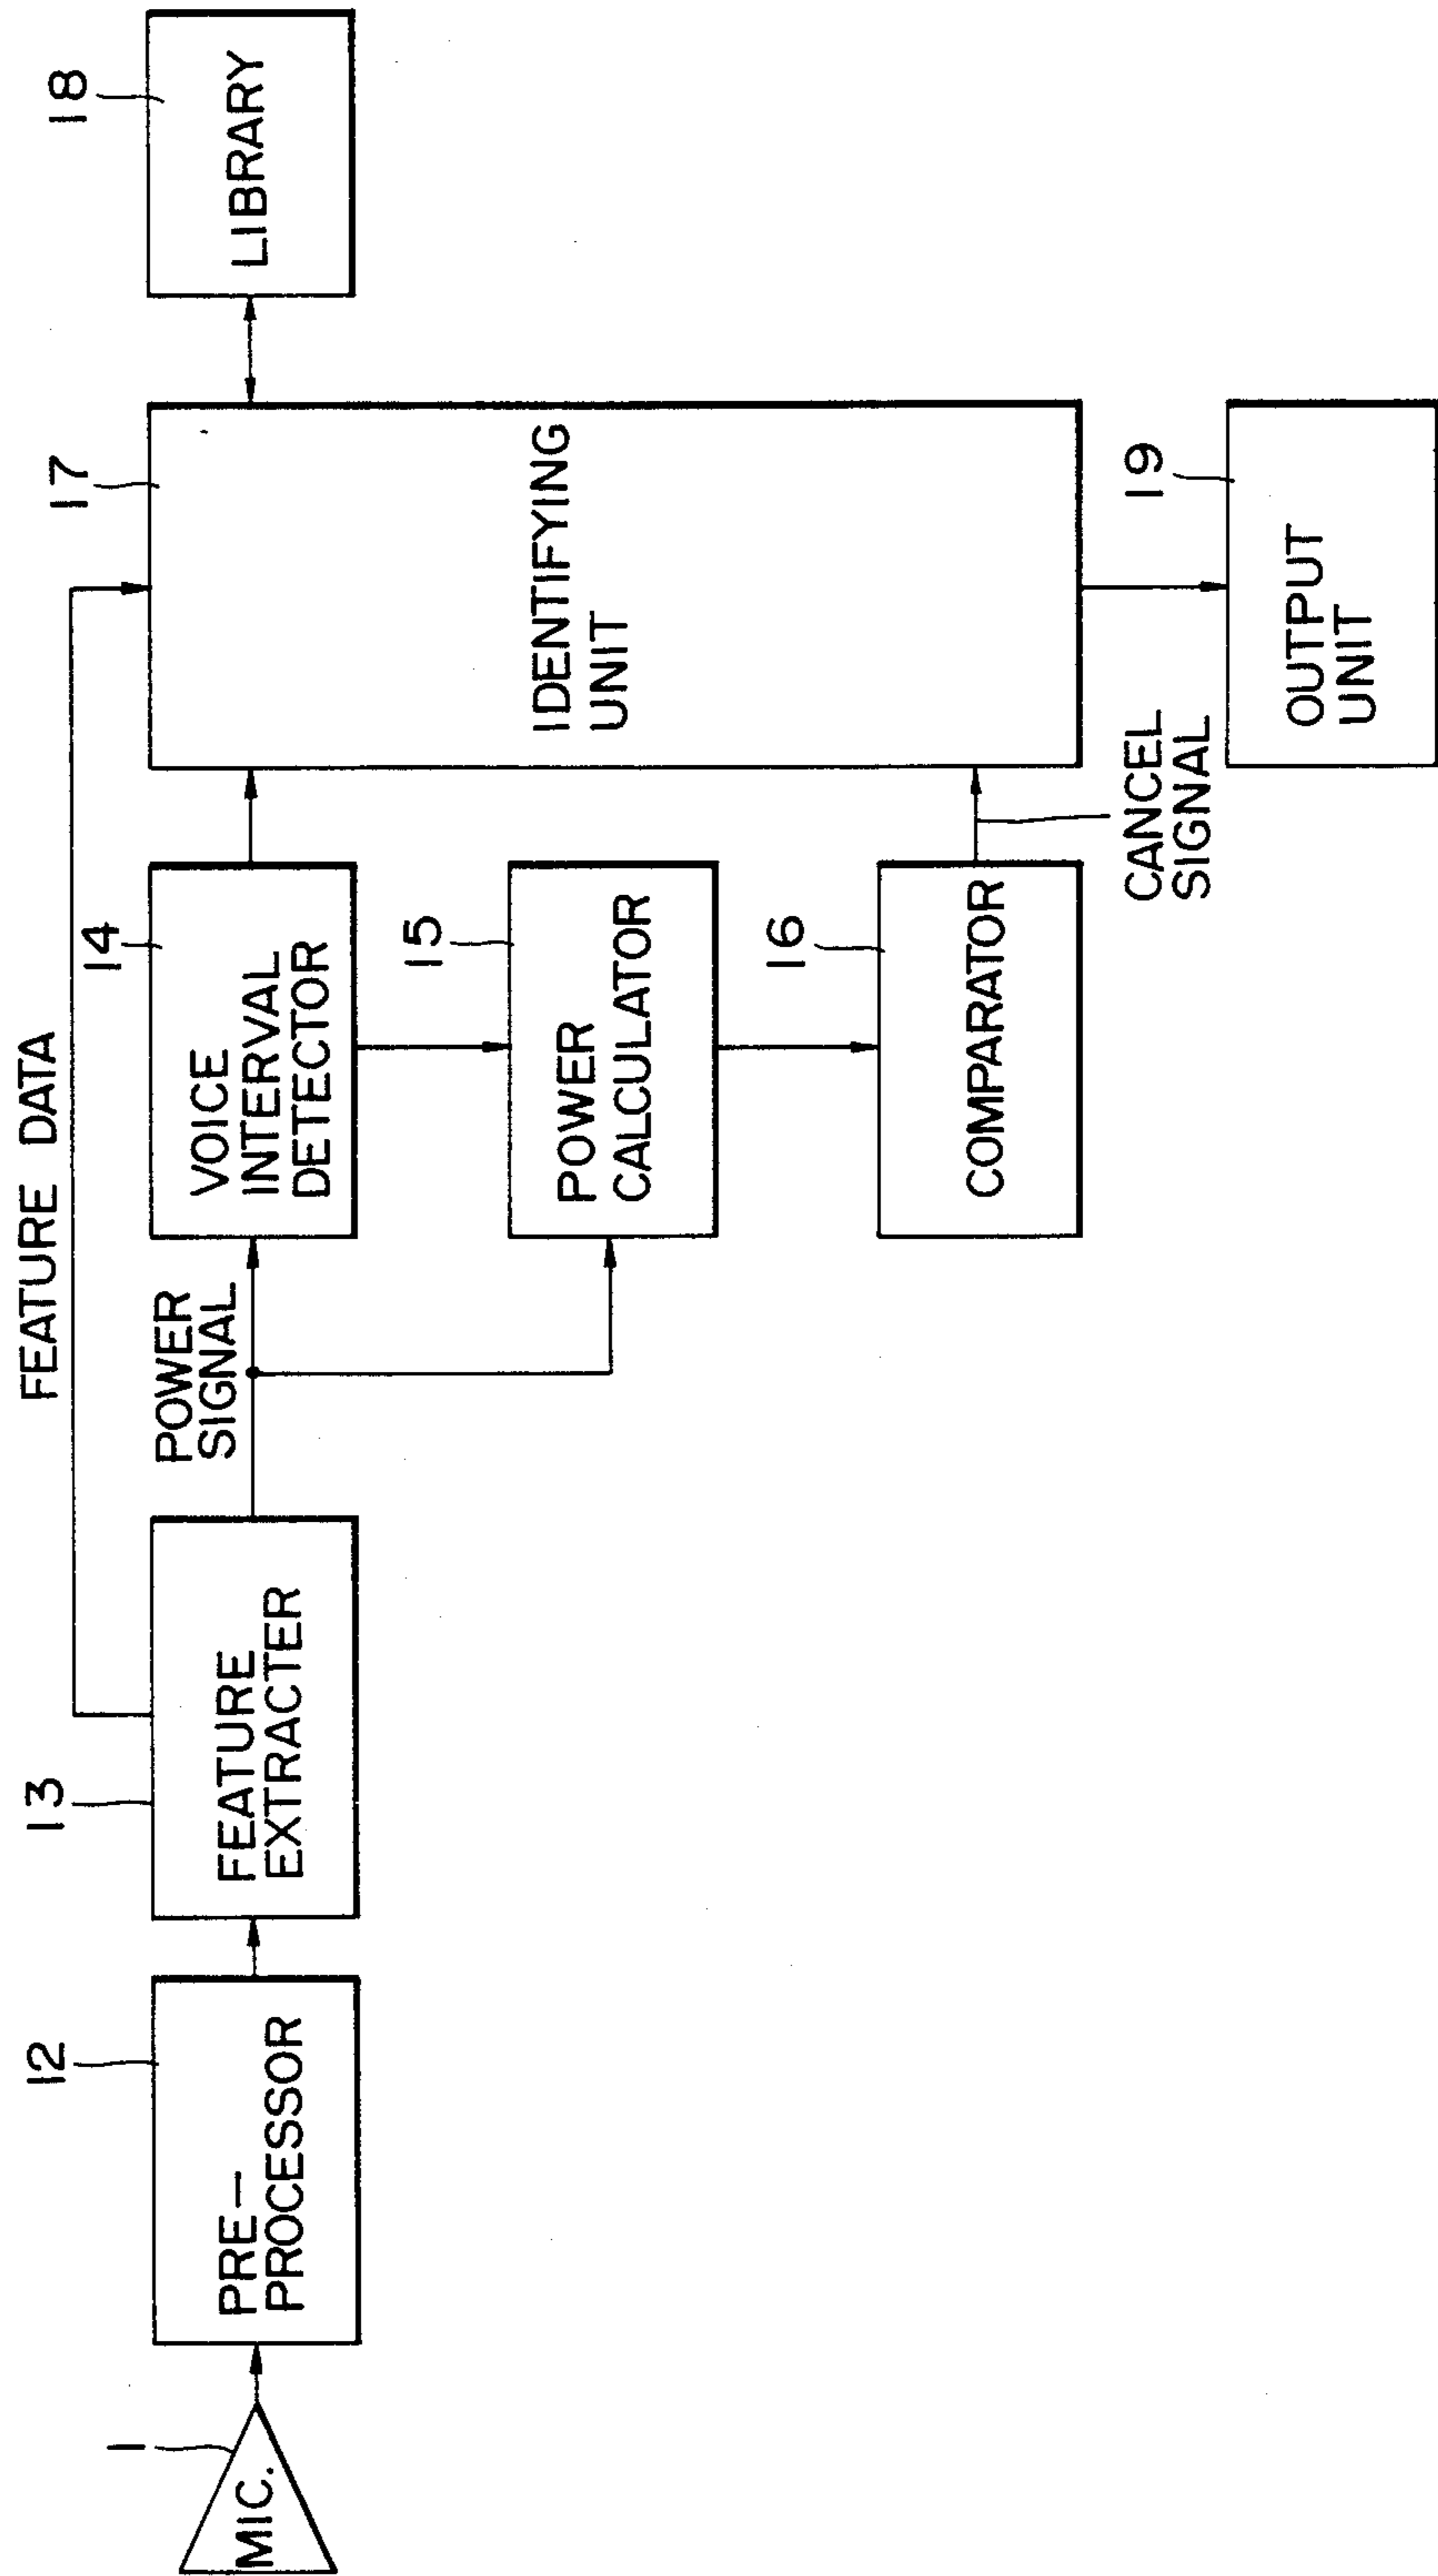 FEATURE DATA
1
MIC.
12
PRE-
PROCESSOR
13
FEATURE
EXTRACTER
POWER
SIGNAL
14
VOICE
INTERVAL
DETECTOR
17
IDENTIFYING
UNIT
18
LIBRARY
15
POWER
CALCULATOR
16
COMPARATOR
CANCEL
SIGNAL
19
OUTPUT
UNIT